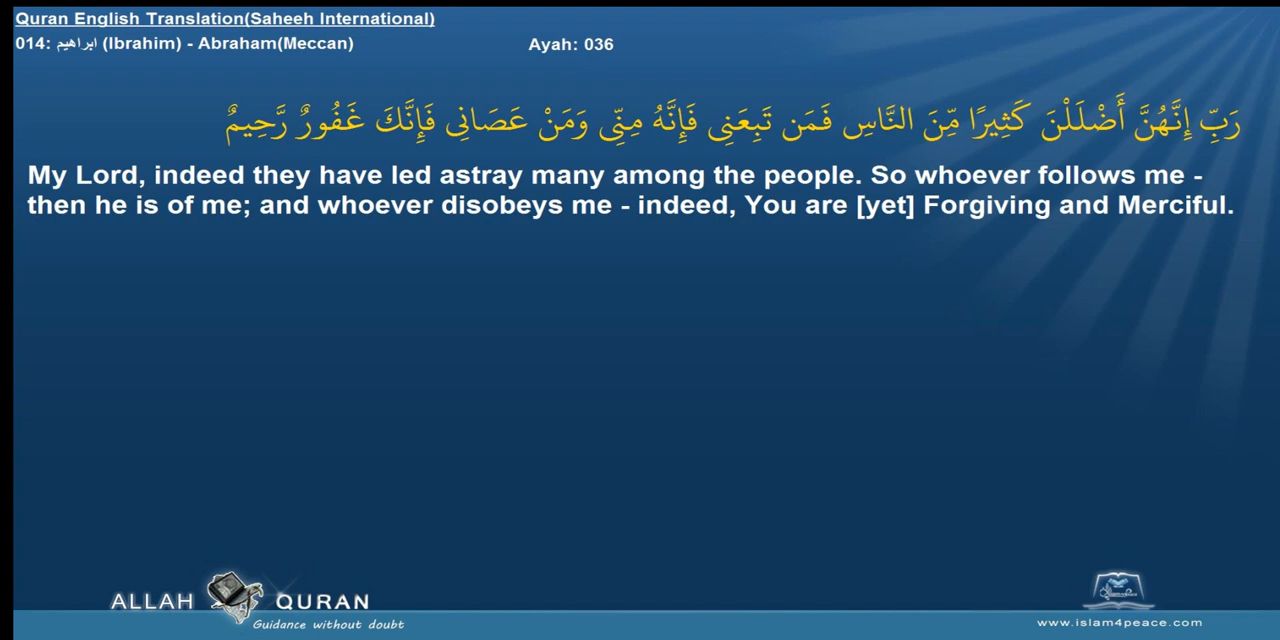 Quran English Translation(Saheeh International)
014: ابراهيم (Ibrahim) - Abraham(Meccan)
Ayah: 036
رَبِّ إِنَّهُنَّ أَضْلَلْنَ كَثِيرًا مِّنَ النَّاسِ فَمَن تَبِعَنِى فَإِنَّهُ مِنِّى وَمَنْ عَصَانِى فَإِنَّكَ غَفُورٌ رَّحِيمٌ
My Lord, indeed they have led astray many among the people. So whoever follows me -
then he is of me; and whoever disobeys me - indeed, You are [yet] Forgiving and Merciful.
ALLAH QURAN
Guidance without doubt
www.islam4peace.com